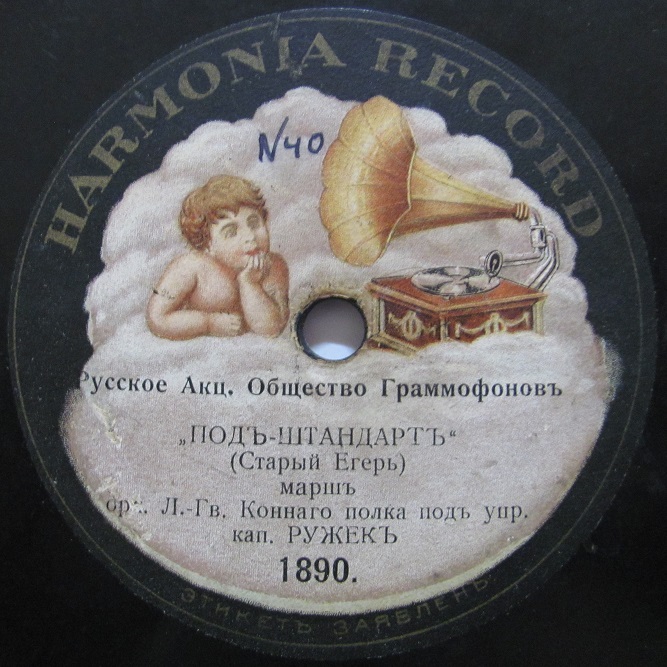 HARMONIA RECORD
N40
Русское Акц. Общество Граммофоновъ
„ПОДЪ-ШТАНДАРТЪ“
(Старый Егерь)
маршъ
Л.-Гв. Коннаго полка подъ упр.
кап. РУЖЕКЪ
1890.
ЭТИКЕТЪ ЗАЯВЛЕНЪ